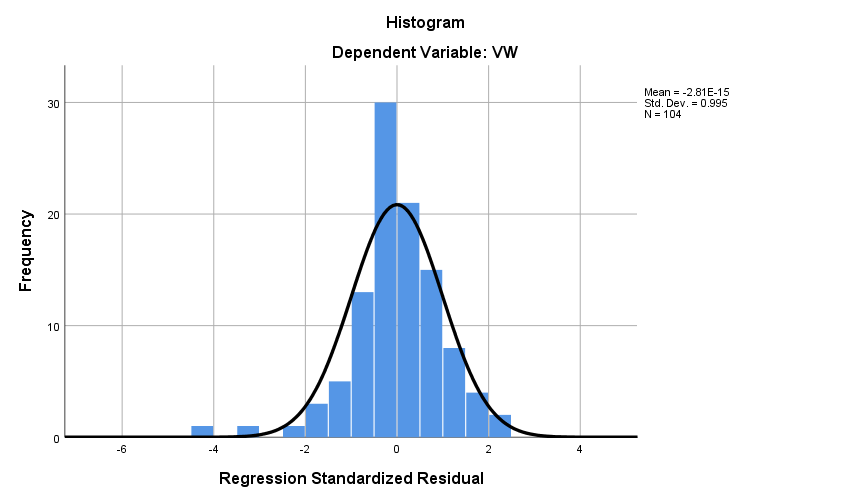 Histogram
Dependent Variable: VW
Mean = -2.81E-15
Std. Dev. = 0.995
N = 104
Frequency
30
20
10
0
-6
-4
-2
0
2
4
Regression Standardized Residual